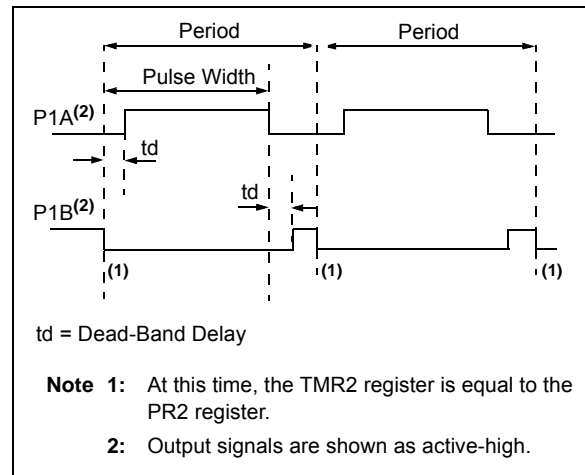 Period
Period
Pulse Width
P1A(2)
td
td
P1B(2)
(1)
(1)
(1)
td = Dead-Band Delay
Note 1: At this time, the TMR2 register is equal to the
PR2 register.
2: Output signals are shown as active-high.